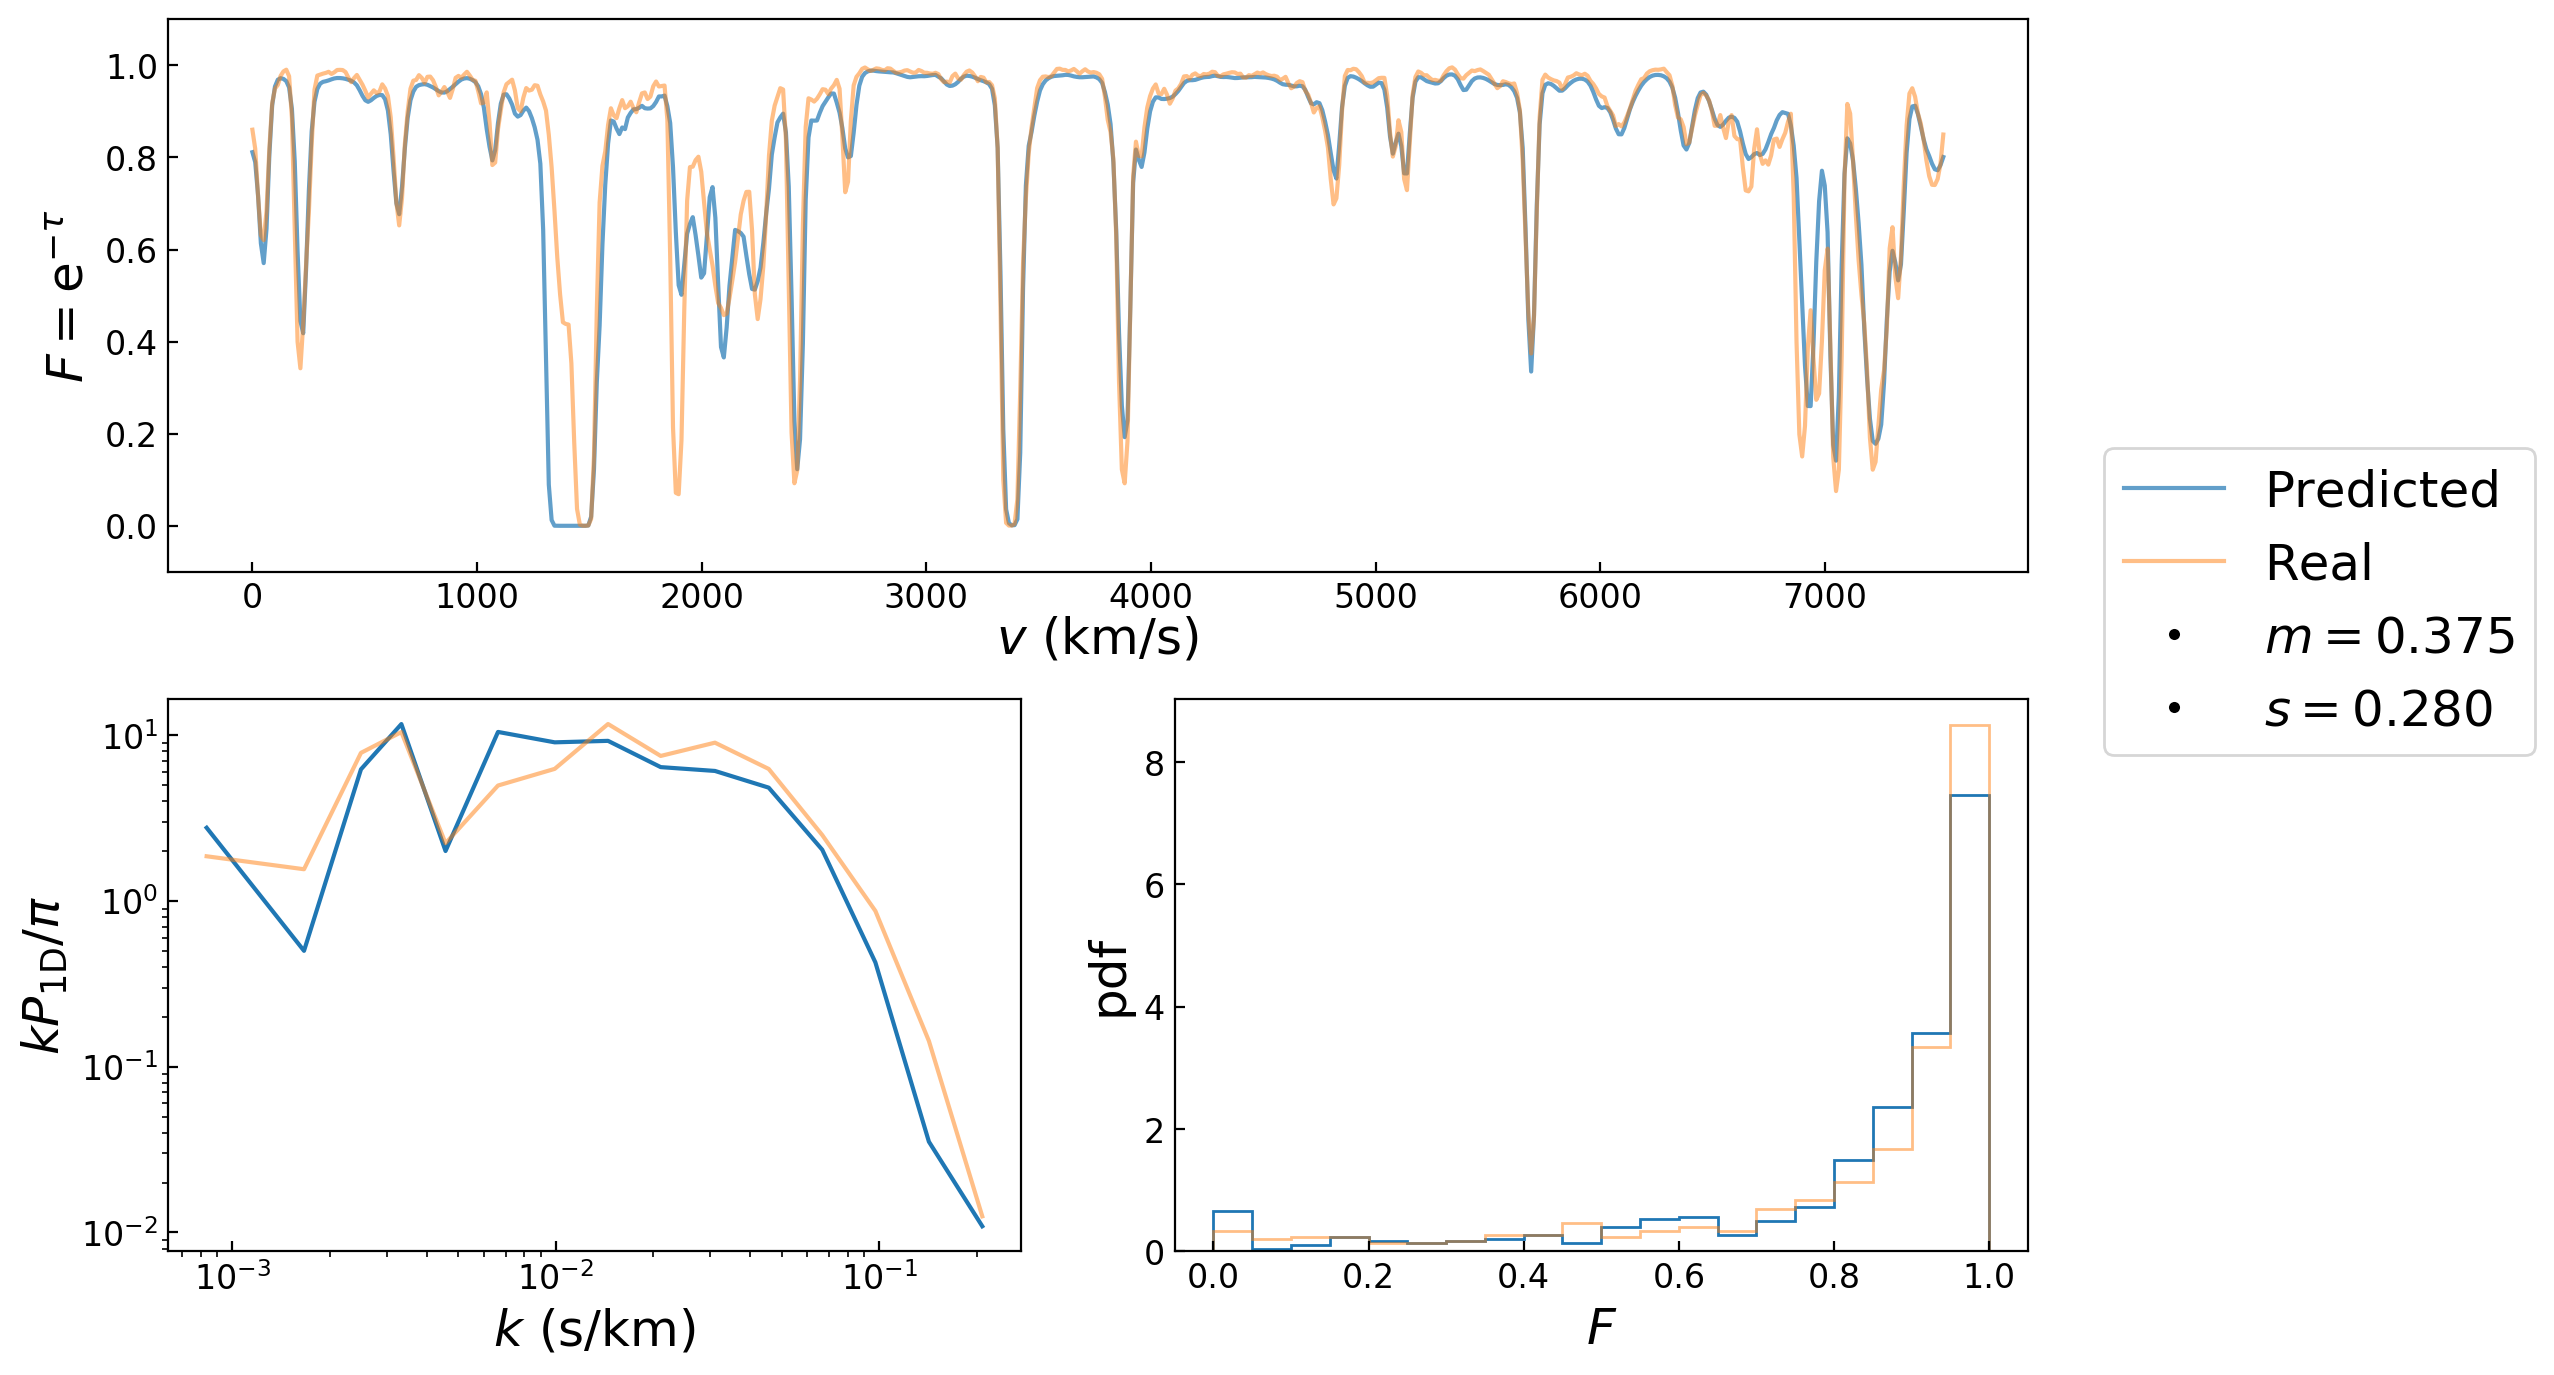 1.0
0.8
0.6
0.4
0.2
0.0
F = e^{-τ}
0 1000 2000 3000 4000 5000 6000 7000
v (km/s)
Predicted
Real
m = 0.375
s = 0.280
10^1
10^0
10^{-1}
10^{-2}
kP_{1D}/π
10^{-3} 10^{-2} 10^{-1}
k (s/km)
8
6
4
2
0
pdf
0.0 0.2 0.4 0.6 0.8 1.0
F